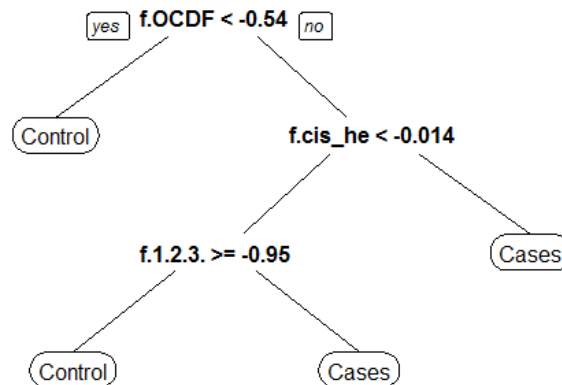 yes f.OCDF < -0.54 no
Control
f.cis_he < -0.014
f.1.2.3. >= -0.95
Cases
Control
Cases